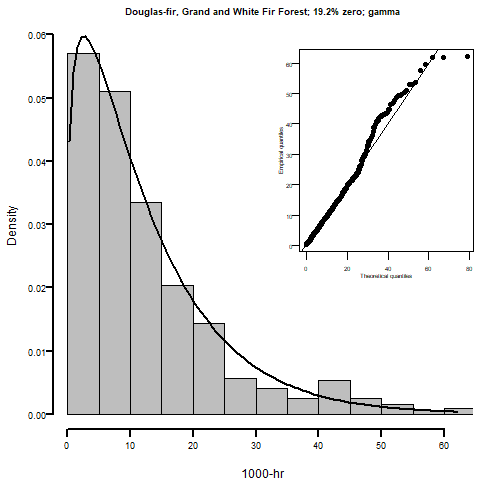 Douglas-fir, Grand and White Fir Forest; 19.2% zero; gamma
Density
0.06
0.05
0.04
0.03
0.02
0.01
0.00
0 10 20 30 40 50 60
1000-hr
Empirical quantiles
60
50
40
30
20
10
0
0 20 40 60 80
Theoretical quantiles